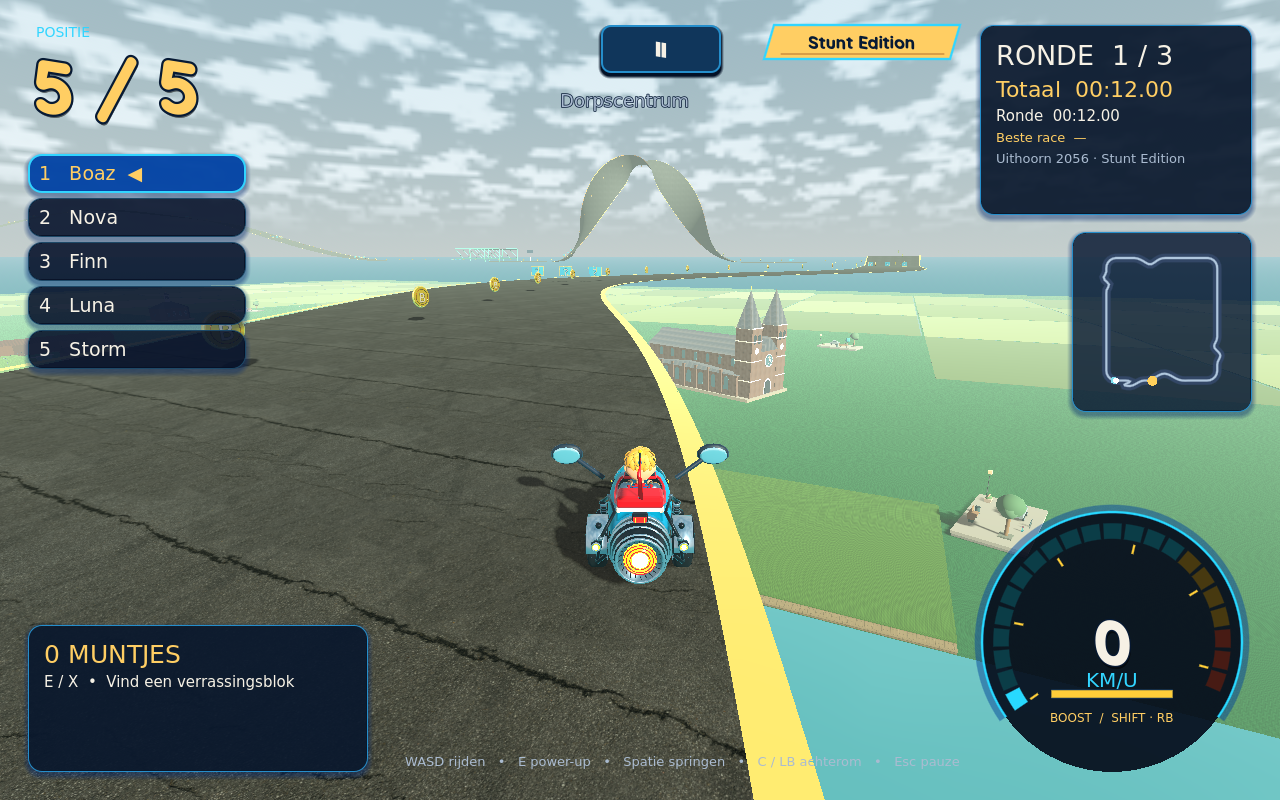 POSITIE
5 / 5
1 Boaz ◀
2 Nova
3 Finn
4 Luna
5 Storm
Dorpscentrum
Stunt Edition
RONDE 1 / 3
Totaal 00:12.00
Ronde 00:12.00
Beste race —
Uithoorn 2056 · Stunt Edition
0 MUNTJES
E / X • Vind een verrassingsblok
0
KM/U
BOOST / SHIFT · RB
WASD rijden • E power-up • Spatie springen • C / LB achterom • Esc pauze